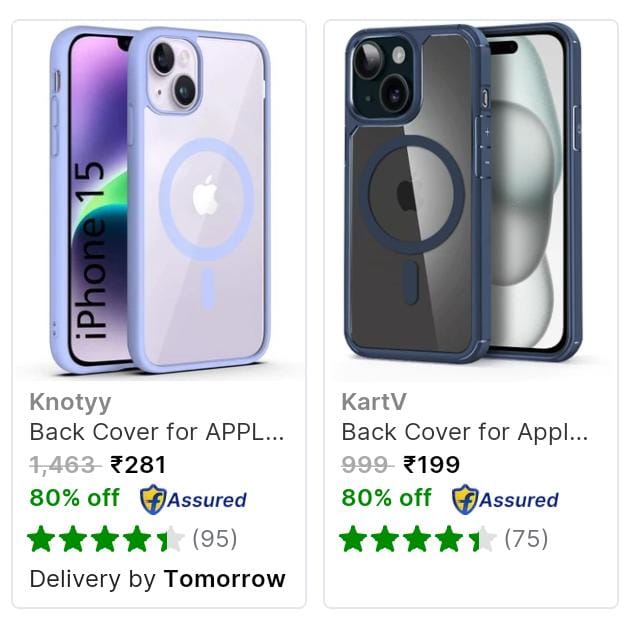 iPhone 15
Knotyy
Back Cover for APPL...
1,463 ₹281
80% off Assured
(95)
Delivery by Tomorrow
KartV
Back Cover for Appl...
999 ₹199
80% off Assured
(75)